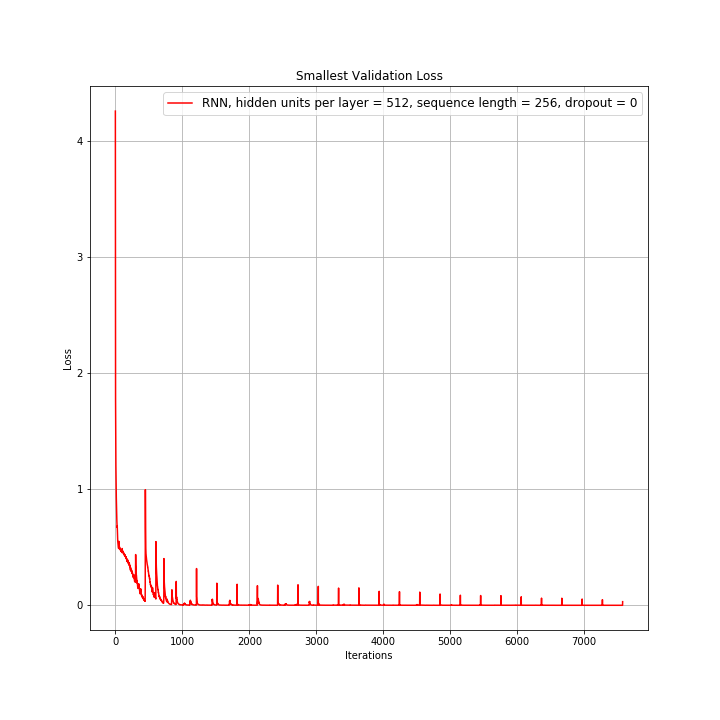 Smallest Validation Loss
RNN, hidden units per layer = 512, sequence length = 256, dropout = 0
4
3
2
1
0
Loss
0 1000 2000 3000 4000 5000 6000 7000
Iterations